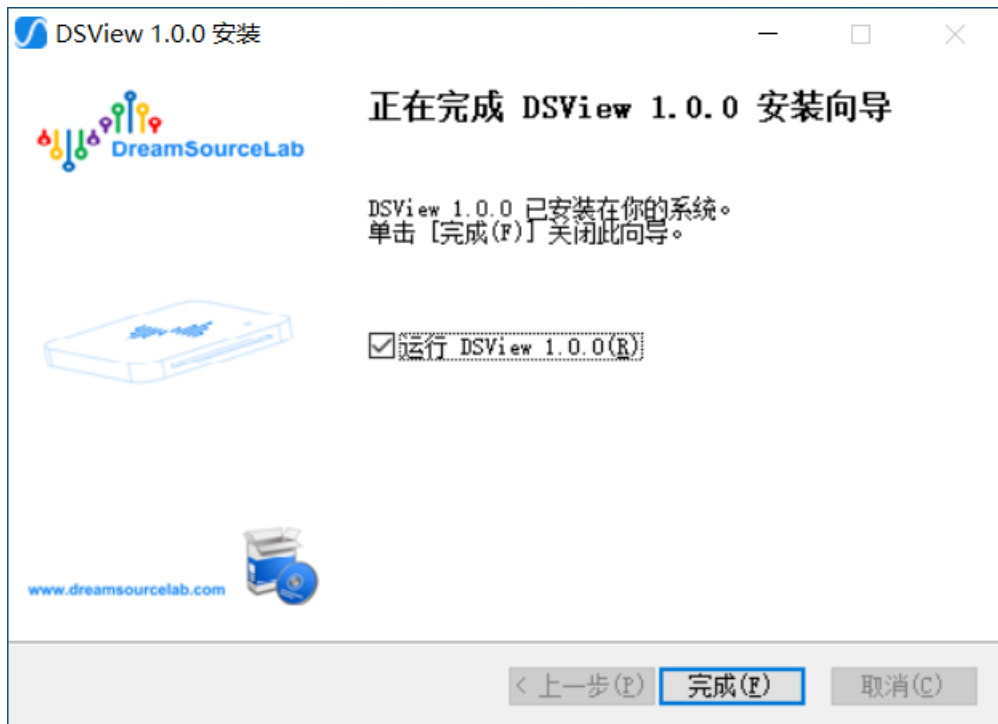 DSView 1.0.0 安装
DreamSourceLab
正在完成 DSView 1.0.0 安装向导
DSView 1.0.0 已安装在你的系统。
单击 [完成(F)] 关闭此向导。
运行 DSView 1.0.0(R)
www.dreamsourcelab.com
< 上一步(P)
完成(F)
取消(C)